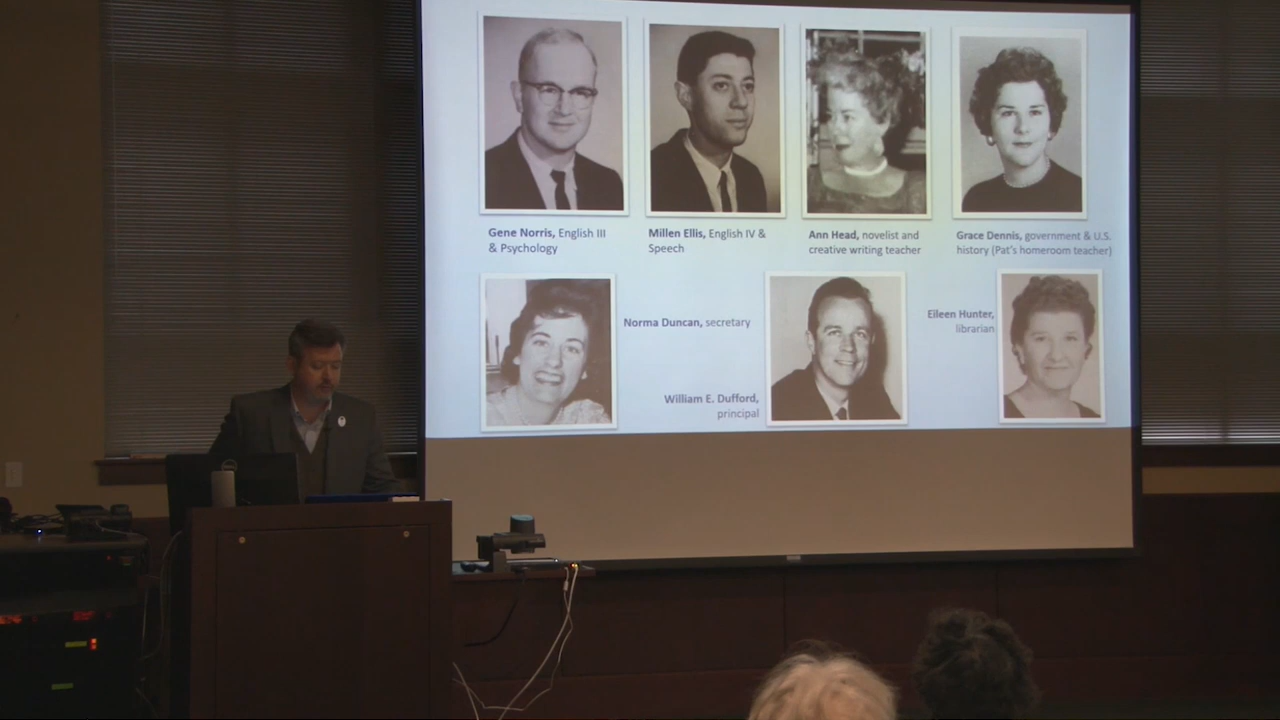 Gene Norris, English III
& Psychology
Millen Ellis, English IV &
Speech
Ann Head, novelist and
creative writing teacher
Grace Dennis, government & U.S.
history (Pat's homeroom teacher)
Norma Duncan, secretary
William E. Dufford,
principal
Eileen Hunter,
librarian